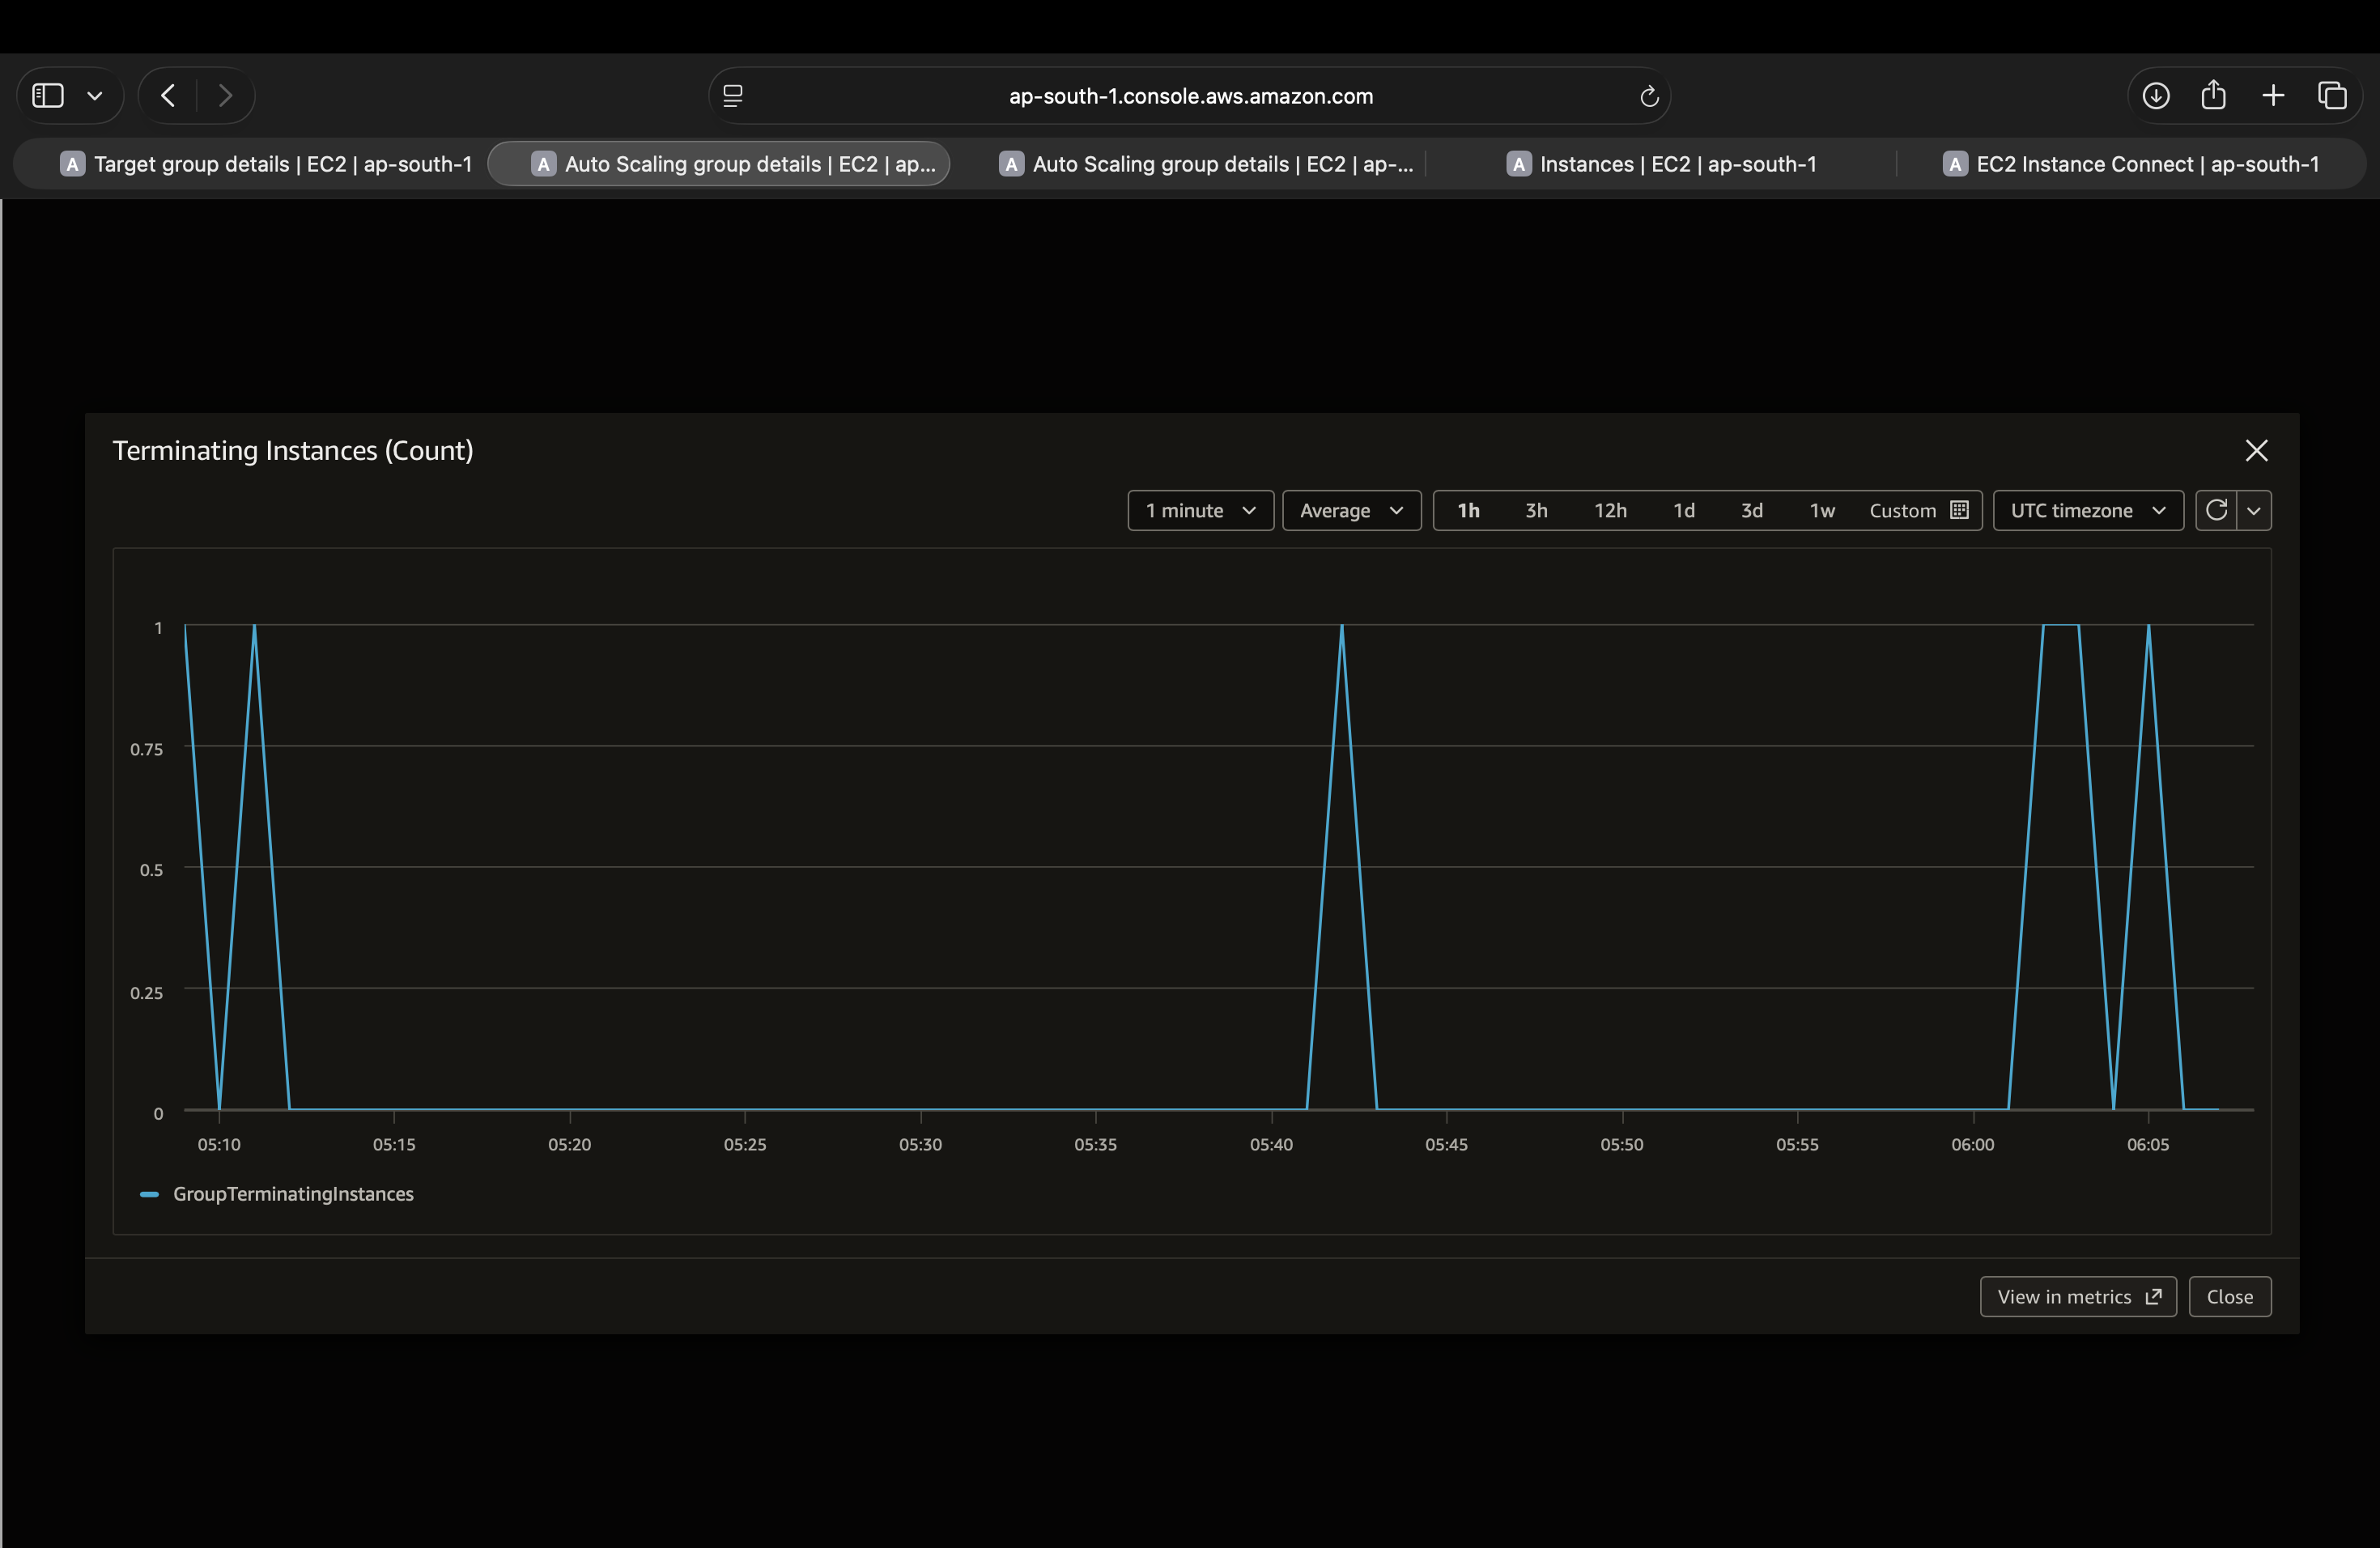 ap-south-1.console.aws.amazon.com
A Target group details | EC2 | ap-south-1 A Auto Scaling group details | EC2 | ap... A Auto Scaling group details | EC2 | ap-... A Instances | EC2 | ap-south-1 A EC2 Instance Connect | ap-south-1
Terminating Instances (Count)
1 minute Average 1h 3h 12h 1d 3d 1w Custom UTC timezone
1
0.75
0.5
0.25
0
05:10 05:15 05:20 05:25 05:30 05:35 05:40 05:45 05:50 05:55 06:00 06:05
GroupTerminatingInstances
View in metrics Close